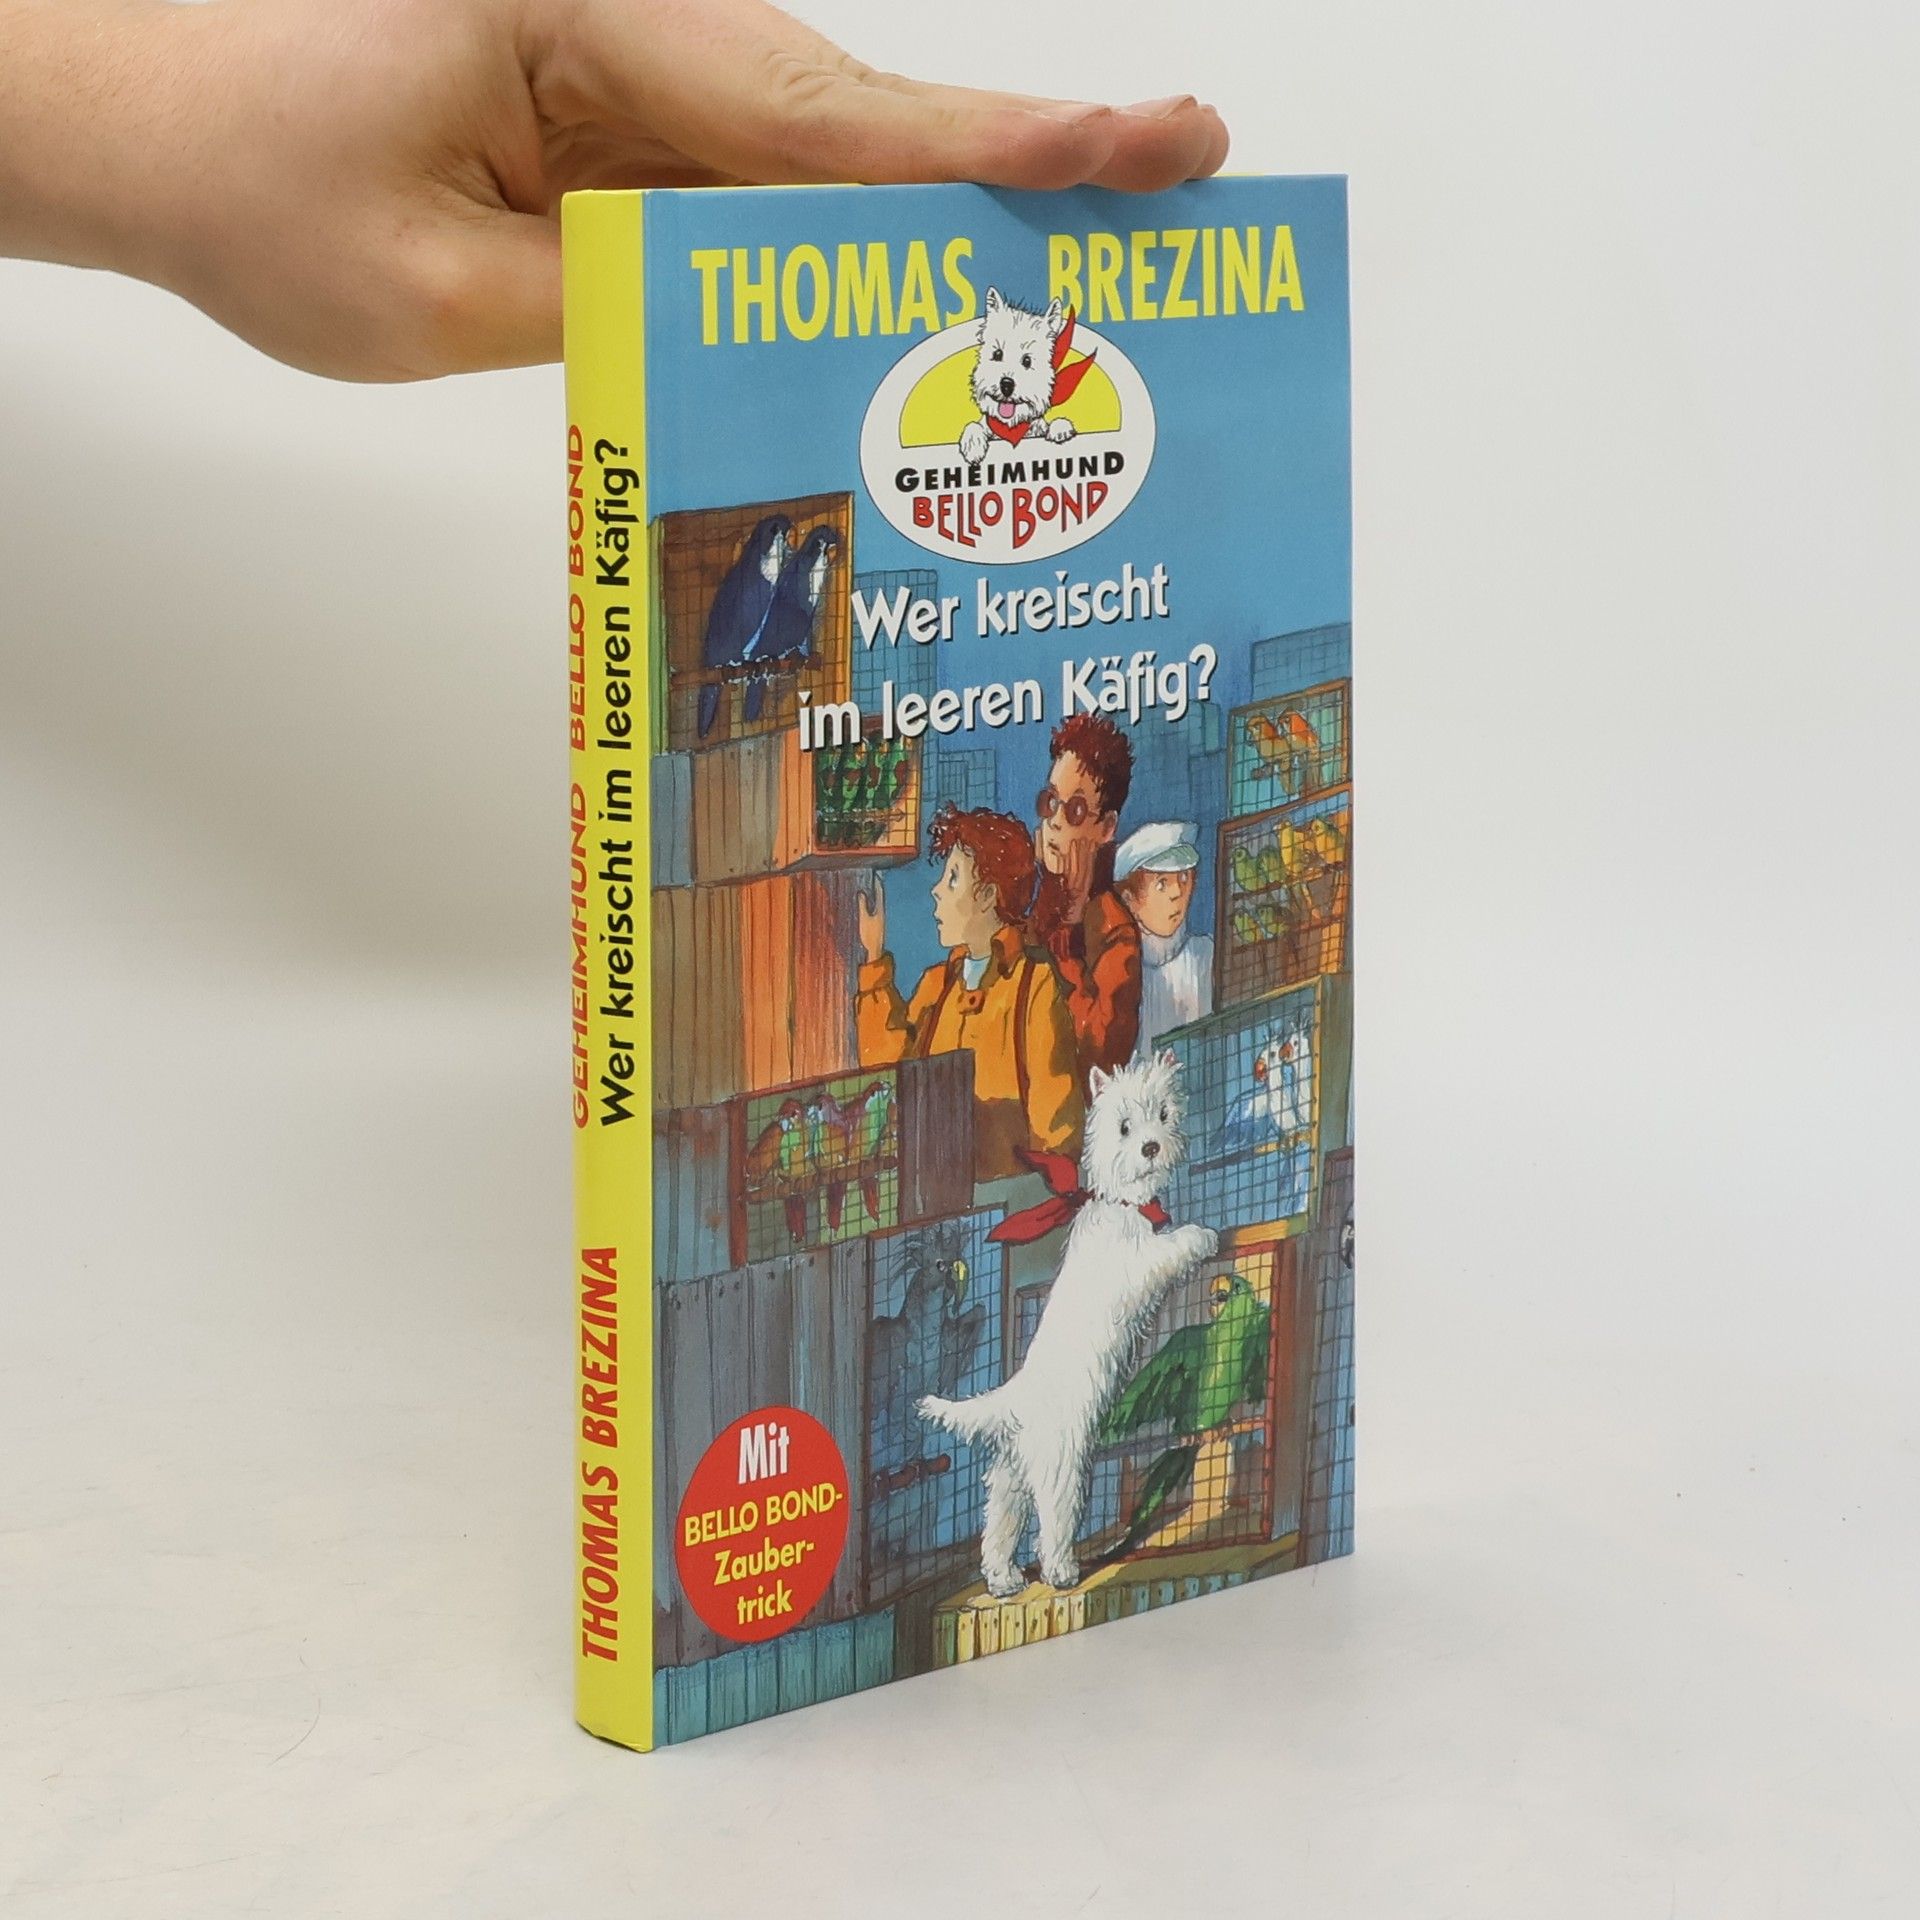 THOMAS BREZINA
GEHEIMHUND
BELLO BOND
Wer kreischt
im leeren Käfig?
Mit
BELLO BOND-
Zauber-
trick
THOMAS BREZINA GEHEIMHUND BELLO BOND
Wer kreischt im leeren Käfig?